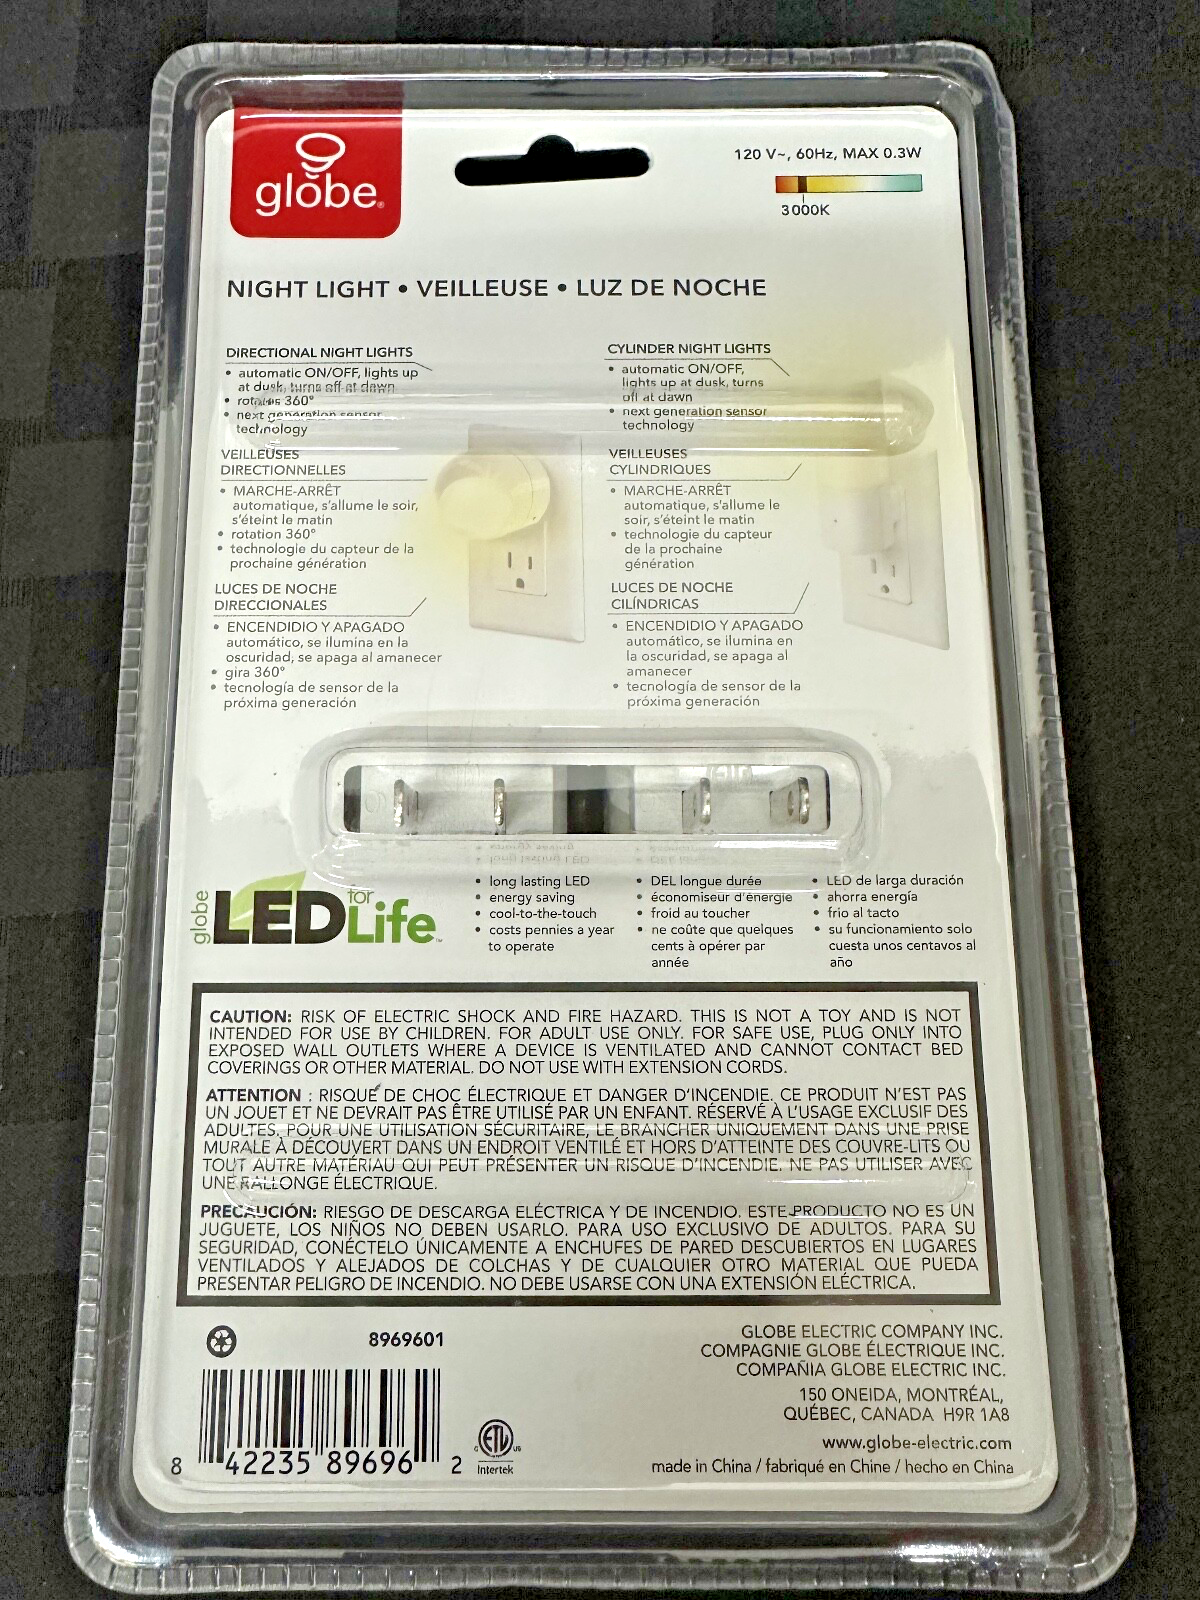 globe®
120 V~, 60Hz, MAX 0.3W
3000K
NIGHT LIGHT • VEILLEUSE • LUZ DE NOCHE
DIRECTIONAL NIGHT LIGHTS
• automatic ON/OFF, lights up
at dusk, turns off at dawn
• rotates 360°
• next generation sensor
technology
VEILLEUSES
DIRECTIONNELLES
• MARCHE-ARRÊT
automatique, s'allume le soir,
s'éteint le matin
• rotation 360°
• technologie du capteur de la
prochaine génération
LUCES DE NOCHE
DIRECCIONALES
• ENCENDIDO Y APAGADO
automático, se ilumina en la
oscuridad, se apaga al amanecer
• gira 360°
• tecnología de sensor de la
próxima generación
CYLINDER NIGHT LIGHTS
• automatic ON/OFF,
lights up at dusk, turns
off at dawn
• next generation sensor
technology
VEILLEUSES
CYLINDRIQUES
• MARCHE-ARRÊT
automatique, s'allume le
soir, s'éteint le matin
• technologie du capteur
de la prochaine
génération
LUCES DE NOCHE
CILÍNDRICAS
• ENCENDIDO Y APAGADO
automático, se ilumina en
la oscuridad, se apaga al
amanecer
• tecnología de sensor de la
próxima generación
globe LED for Life™
• long lasting LED
• energy saving
• cool-to-the-touch
• costs pennies a year
to operate
• DEL longue durée
• économiseur d'énergie
• froid au toucher
• ne coûte que quelques
cents à opérer par
année
• LED de larga duración
• ahorra energía
• frio al tacto
• su funcionamiento solo
cuesta unos centavos al
año
CAUTION: RISK OF ELECTRIC SHOCK AND FIRE HAZARD. THIS IS NOT A TOY AND IS NOT
INTENDED FOR USE BY CHILDREN. FOR ADULT USE ONLY. FOR SAFE USE, PLUG ONLY INTO
EXPOSED WALL OUTLETS WHERE A DEVICE IS VENTILATED AND CANNOT CONTACT BED
COVERINGS OR OTHER MATERIAL. DO NOT USE WITH EXTENSION CORDS.
ATTENTION : RISQUE DE CHOC ÉLECTRIQUE ET DANGER D'INCENDIE. CE PRODUIT N'EST PAS
UN JOUET ET NE DEVRAIT PAS ÊTRE UTILISÉ PAR UN ENFANT. RÉSERVÉ À L'USAGE EXCLUSIF DES
ADULTES. POUR UNE UTILISATION SÉCURITAIRE, LE BRANCHER UNIQUEMENT DANS UNE PRISE
MURALE À DÉCOUVERT DANS UN ENDROIT VENTILÉ ET HORS D'ATTEINTE DES COUVRE-LITS OU
TOUT AUTRE MATÉRIAU QUI PEUT PRÉSENTER UN RISQUE D'INCENDIE. NE PAS UTILISER AVEC
UNE RALLONGE ÉLECTRIQUE.
PRECAUCIÓN: RIESGO DE DESCARGA ELÉCTRICA Y DE INCENDIO. ESTE PRODUCTO NO ES UN
JUGUETE, LOS NIÑOS NO DEBEN USARLO. PARA USO EXCLUSIVO DE ADULTOS. PARA SU
SEGURIDAD, CONÉCTELO ÚNICAMENTE A ENCHUFES DE PARED DESCUBIERTOS EN LUGARES
VENTILADOS Y ALEJADOS DE COLCHAS Y DE CUALQUIER OTRO MATERIAL QUE PUEDA
PRESENTAR PELIGRO DE INCENDIO. NO DEBE USARSE CON UNA EXTENSIÓN ELÉCTRICA.
8969601
8 42235 89696 2
C ETL US
Intertek
GLOBE ELECTRIC COMPANY INC.
COMPAGNIE GLOBE ÉLECTRIQUE INC.
COMPAÑIA GLOBE ELECTRIC INC.
150 ONEIDA, MONTRÉAL,
QUÉBEC, CANADA H9R 1A8
www.globe-electric.com
made in China / fabriqué en Chine / hecho en China